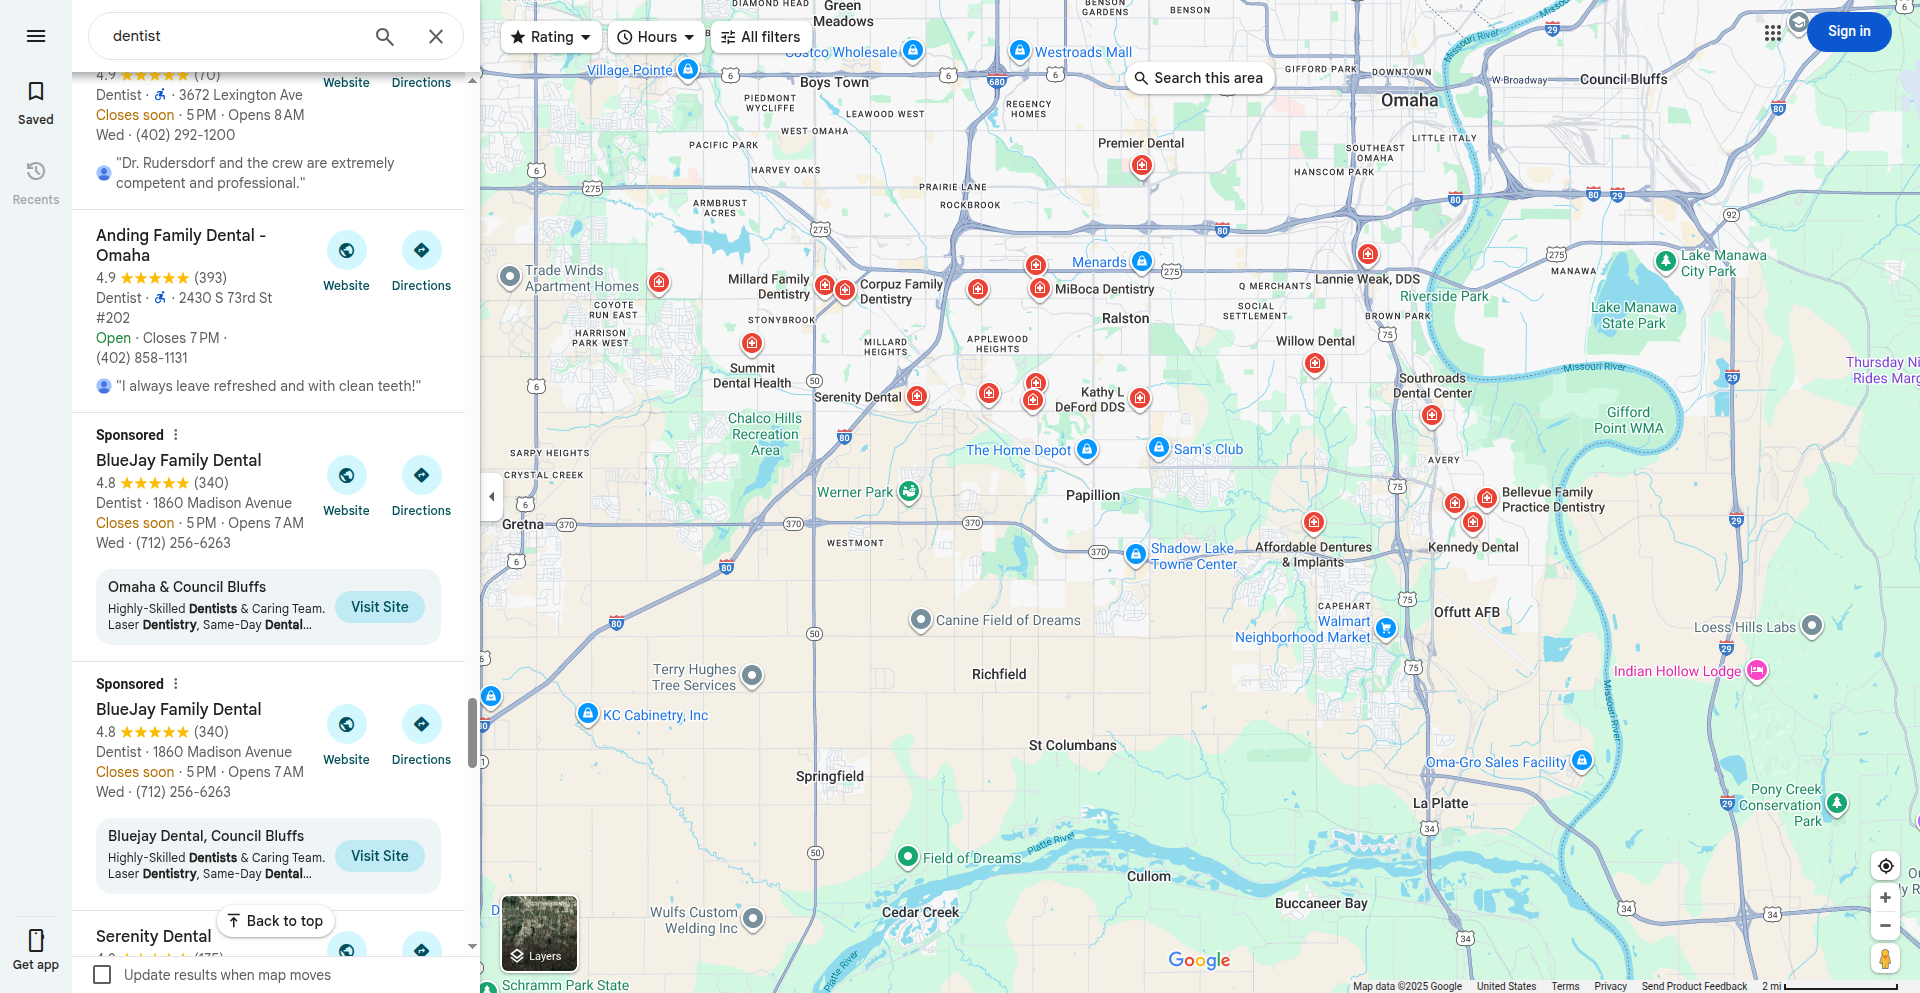 dentist
Saved
Recents
Get app
4.9 (70)
Dentist · 3672 Lexington Ave
Closes soon · 5 PM · Opens 8 AM
Wed · (402) 292-1200
Website
Directions
"Dr. Rudersdorf and the crew are extremely
competent and professional."
Anding Family Dental -
Omaha
4.9 (393)
Dentist · 2430 S 73rd St
#202
Open · Closes 7 PM ·
(402) 858-1131
Website
Directions
"I always leave refreshed and with clean teeth!"
Sponsored
BlueJay Family Dental
4.8 (340)
Dentist · 1860 Madison Avenue
Closes soon · 5 PM · Opens 7 AM
Wed · (712) 256-6263
Website
Directions
Omaha & Council Bluffs
Highly-Skilled Dentists & Caring Team.
Laser Dentistry, Same-Day Dental...
Visit Site
Sponsored
BlueJay Family Dental
4.8 (340)
Dentist · 1860 Madison Avenue
Closes soon · 5 PM · Opens 7 AM
Wed · (712) 256-6263
Website
Directions
Bluejay Dental, Council Bluffs
Highly-Skilled Dentists & Caring Team.
Laser Dentistry, Same-Day Dental...
Visit Site
Back to top
Serenity Dental
Update results when map moves
Rating
Hours
All filters
Search this area
Sign in
DIAMOND HEAD
Green
Meadows
BENSON
GARDENS
BENSON
Costco Wholesale
Westroads Mall
Village Pointe
Boys Town
GIFFORD PARK
DOWNTOWN
W Broadway
Council Bluffs
Omaha
Missouri River
PIEDMONT
WYCLIFFE
LEAWOOD WEST
REGENCY
HOMES
WEST OMAHA
PACIFIC PARK
Premier Dental
LITTLE ITALY
SOUTHEAST
OMAHA
HANSCOM PARK
HARVEY OAKS
PRAIRIE LANE
ROCKBROOK
ARMBRUST
ACRES
Trade Winds
Apartment Homes
Millard Family
Dentistry
Corpuz Family
Dentistry
Menards
MiBoca Dentistry
Lannie Weak, DDS
MANAWA
Lake Manawa
City Park
Q MERCHANTS
Riverside Park
COYOTE
RUN EAST
STONYBROOK
Ralston
SOCIAL
SETTLEMENT
BROWN PARK
Lake Manawa
State Park
HARRISON
PARK WEST
MILLARD
HEIGHTS
APPLEWOOD
HEIGHTS
Willow Dental
Summit
Dental Health
Missouri River
Thursday Ni
Rides Marg
Serenity Dental
Kathy L
DeFord DDS
Southroads
Dental Center
Chalco Hills
Recreation
Area
Gifford
Point WMA
SARPY HEIGHTS
The Home Depot
Sam's Club
AVERY
CRYSTAL CREEK
Werner Park
Papillion
Bellevue Family
Practice Dentistry
Gretna
WESTMONT
Shadow Lake
Towne Center
Affordable Dentures
& Implants
Kennedy Dental
CAPEHART
Offutt AFB
Canine Field of Dreams
Walmart
Neighborhood Market
Loess Hills Labs
Terry Hughes
Tree Services
Richfield
Indian Hollow Lodge
Missouri River
KC Cabinetry, Inc
St Columbans
Springfield
Oma-Gro Sales Facility
La Platte
Pony Creek
Conservation
Park
Platte River
Field of Dreams
Cullom
Cedar Creek
Buccaneer Bay
Wulfs Custom
Welding Inc
Platte River
Layers
Schramm Park State
Google
Map data ©2025 Google
United States
Terms
Privacy
Send Product Feedback
2 mi